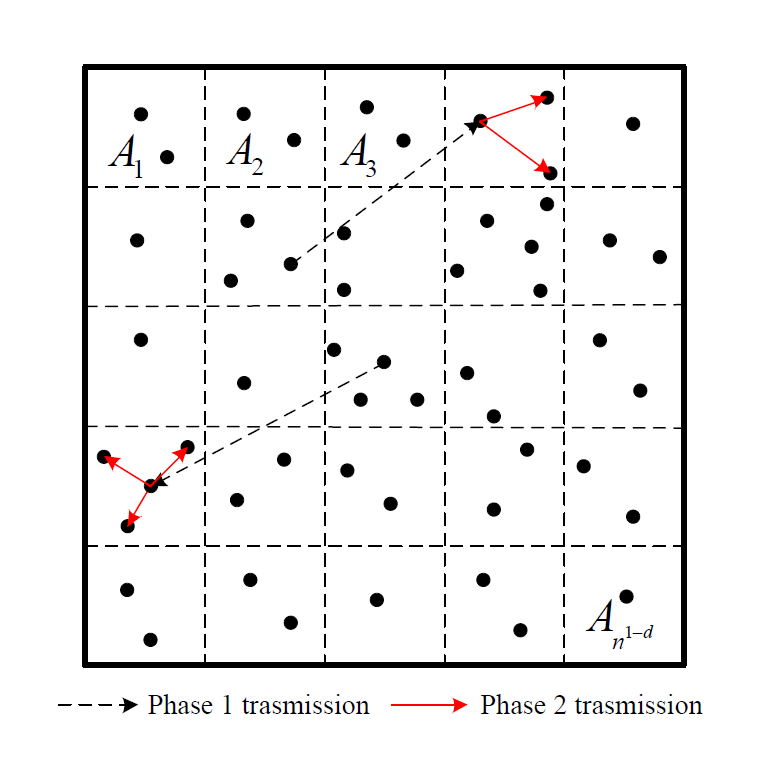 A₁ A₂ A₃
Aₙ¹⁻ᵈ
Phase 1 trasmission Phase 2 trasmission